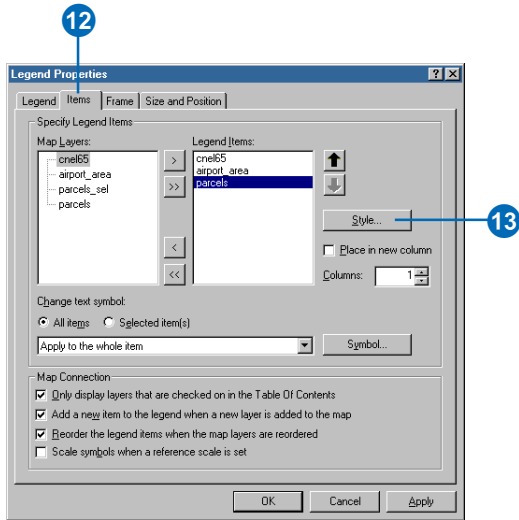 12
Legend Properties
Legend Items Frame Size and Position
Specify Legend Items
Map Layers: Legend Items:
cnel65 > cnel65
airport_area airport_area
parcels_sel >> parcels
parcels
Style... 13
< Place in new column
<< Columns: 1
Change text symbol:
All items Selected item(s)
Apply to the whole item Symbol...
Map Connection
Only display layers that are checked on in the Table Of Contents
Add a new item to the legend when a new layer is added to the map
Reorder the legend items when the map layers are reordered
Scale symbols when a reference scale is set
OK Cancel Apply